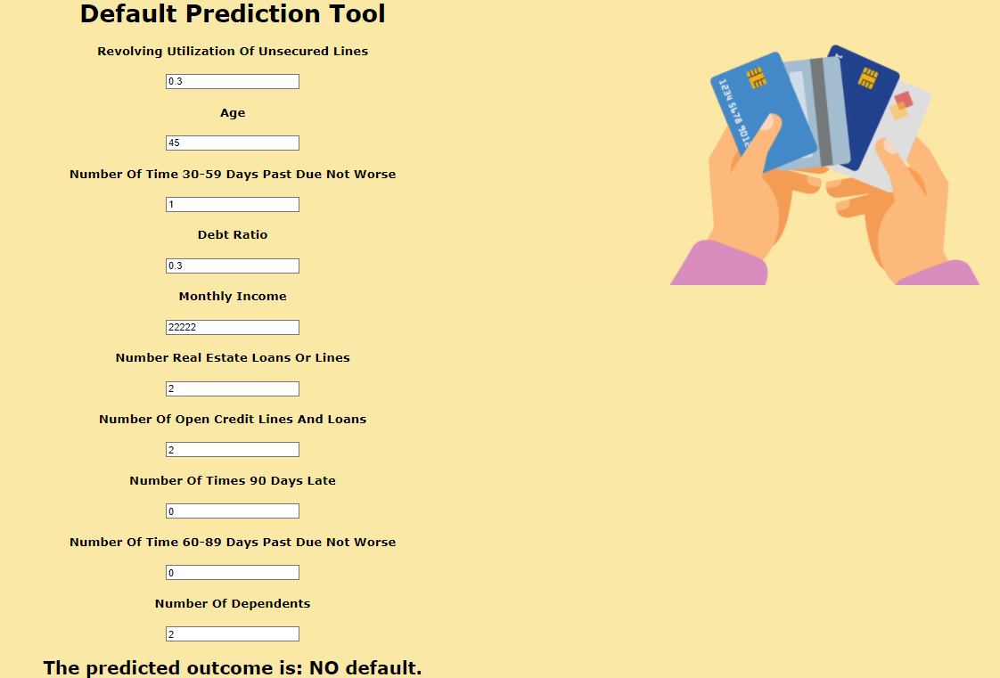 Default Prediction Tool
Revolving Utilization Of Unsecured Lines
0.3
Age
45
Number Of Time 30-59 Days Past Due Not Worse
1
Debt Ratio
0.3
Monthly Income
22222
Number Real Estate Loans Or Lines
2
Number Of Open Credit Lines And Loans
2
Number Of Times 90 Days Late
0
Number Of Time 60-89 Days Past Due Not Worse
0
Number Of Dependents
2
The predicted outcome is: NO default.
1234 5678 9012